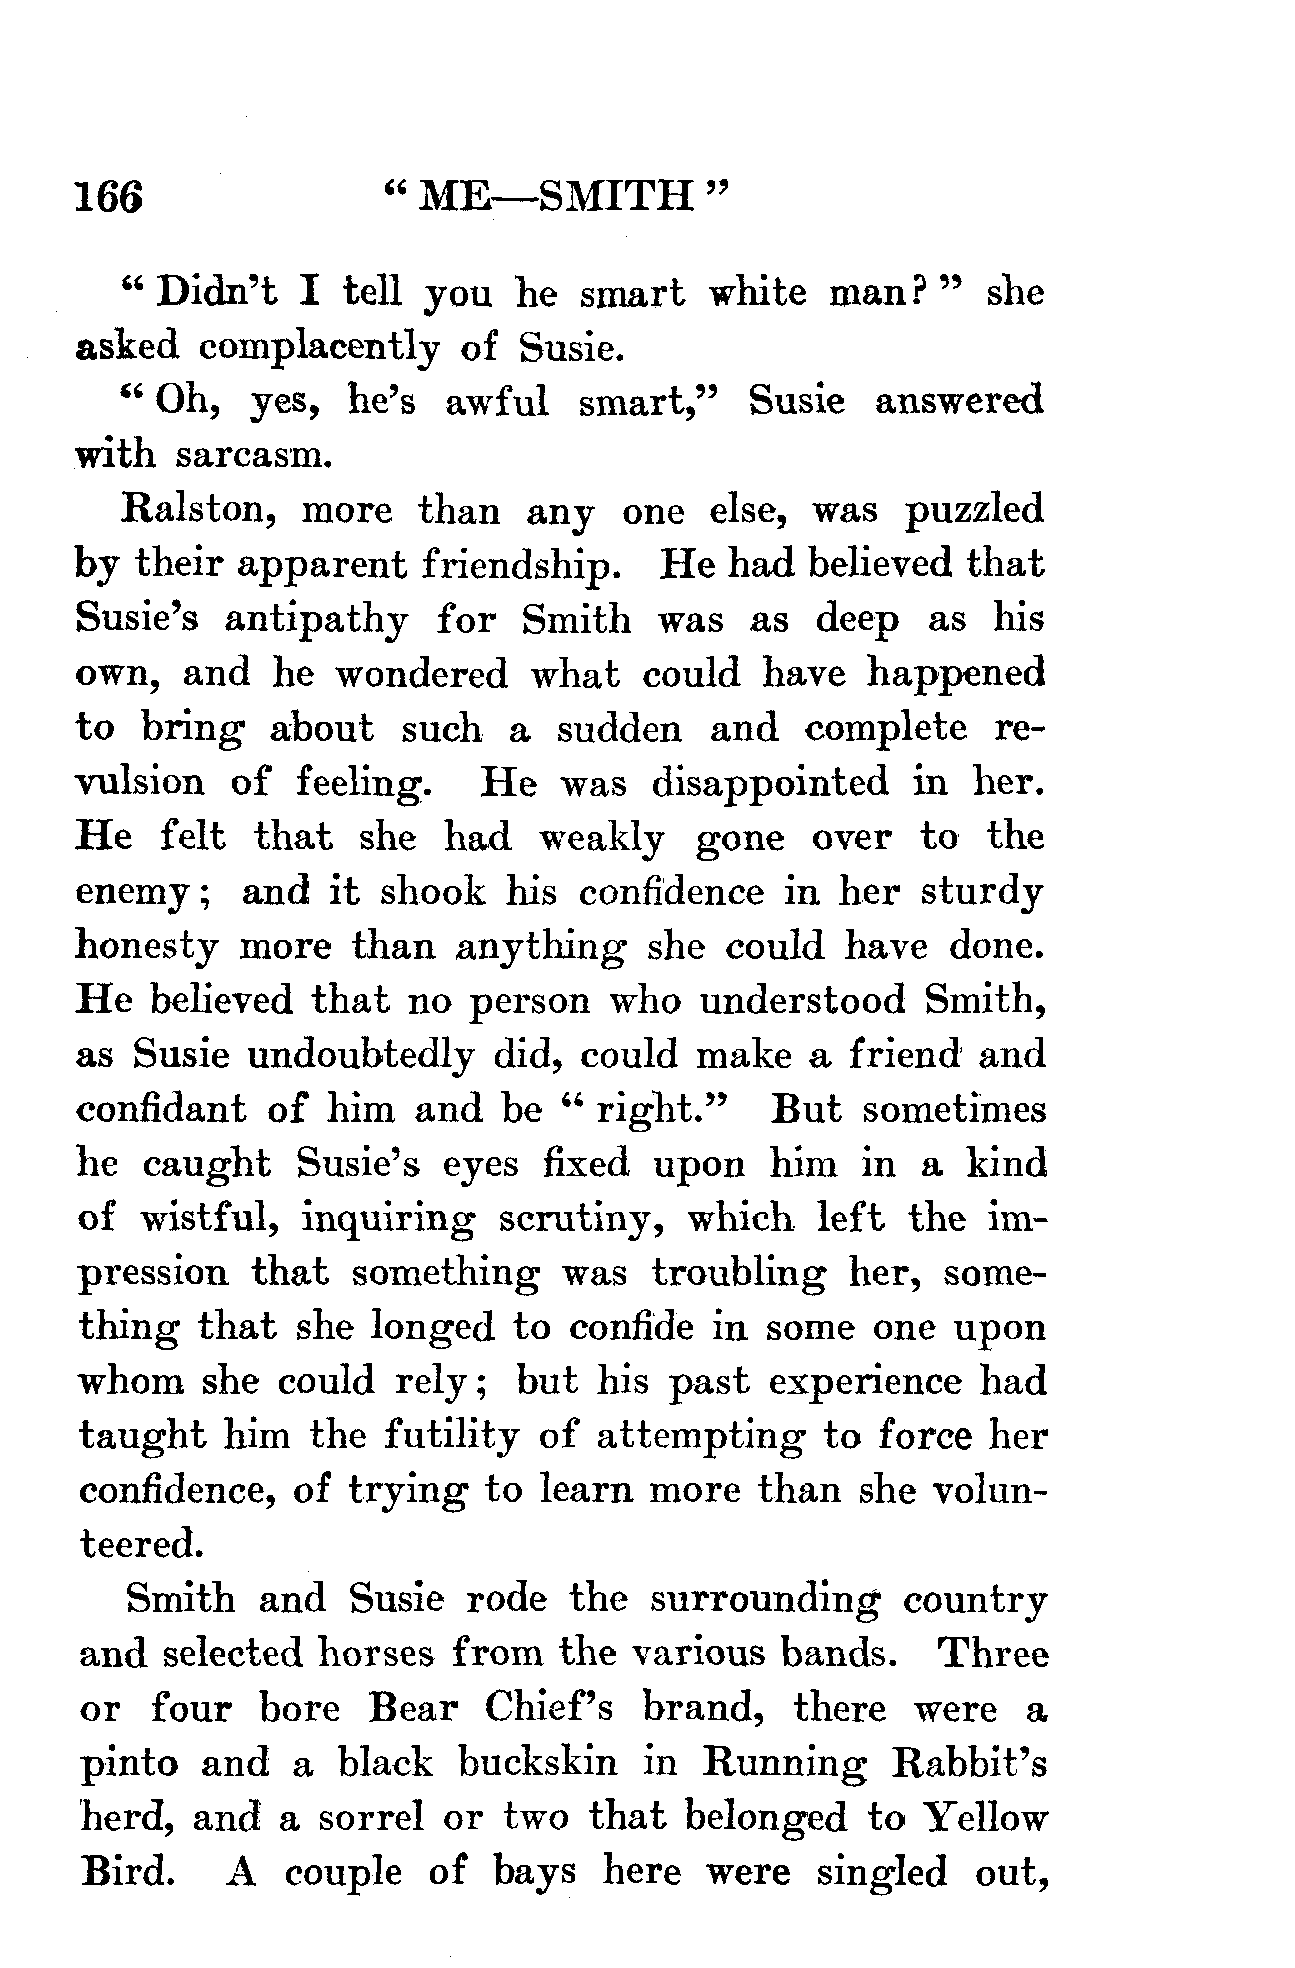 166 " ME—SMITH "
" Didn't I tell you he smart white man? " she
asked complacently of Susie.
" Oh, yes, he's awful smart," Susie answered
with sarcasm.
Ralston, more than any one else, was puzzled
by their apparent friendship. He had believed that
Susie's antipathy for Smith was as deep as his
own, and he wondered what could have happened
to bring about such a sudden and complete re-
vulsion of feeling. He was disappointed in her.
He felt that she had weakly gone over to the
enemy; and it shook his confidence in her sturdy
honesty more than anything she could have done.
He believed that no person who understood Smith,
as Susie undoubtedly did, could make a friend and
confidant of him and be " right." But sometimes
he caught Susie's eyes fixed upon him in a kind
of wistful, inquiring scrutiny, which left the im-
pression that something was troubling her, some-
thing that she longed to confide in some one upon
whom she could rely; but his past experience had
taught him the futility of attempting to force her
confidence, of trying to learn more than she volun-
teered.
Smith and Susie rode the surrounding country
and selected horses from the various bands. Three
or four bore Bear Chief's brand, there were a
pinto and a black buckskin in Running Rabbit's
herd, and a sorrel or two that belonged to Yellow
Bird. A couple of bays here were singled out,